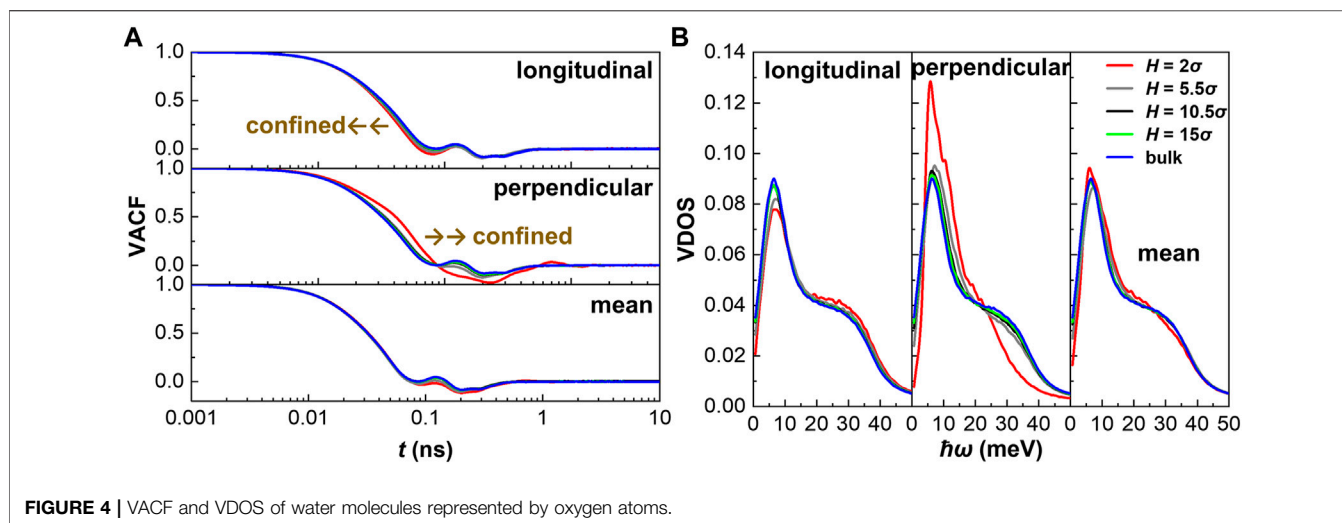 A
1.0
0.5
0.0
longitudinal
confined←←
1.0
0.5
0.0
perpendicular
→→ confined
1.0
0.5
0.0
mean
VACF
0.001 0.01 0.1 1 10
t (ns)
B
0.14
0.12
0.10
0.08
0.06
0.04
0.02
0.00
VDOS
longitudinal
perpendicular
mean
H = 2σ
H = 5.5σ
H = 10.5σ
H = 15σ
bulk
0 10 20 30 40 0 10 20 30 40 0 10 20 30 40 50
ħω (meV)
FIGURE 4 | VACF and VDOS of water molecules represented by oxygen atoms.